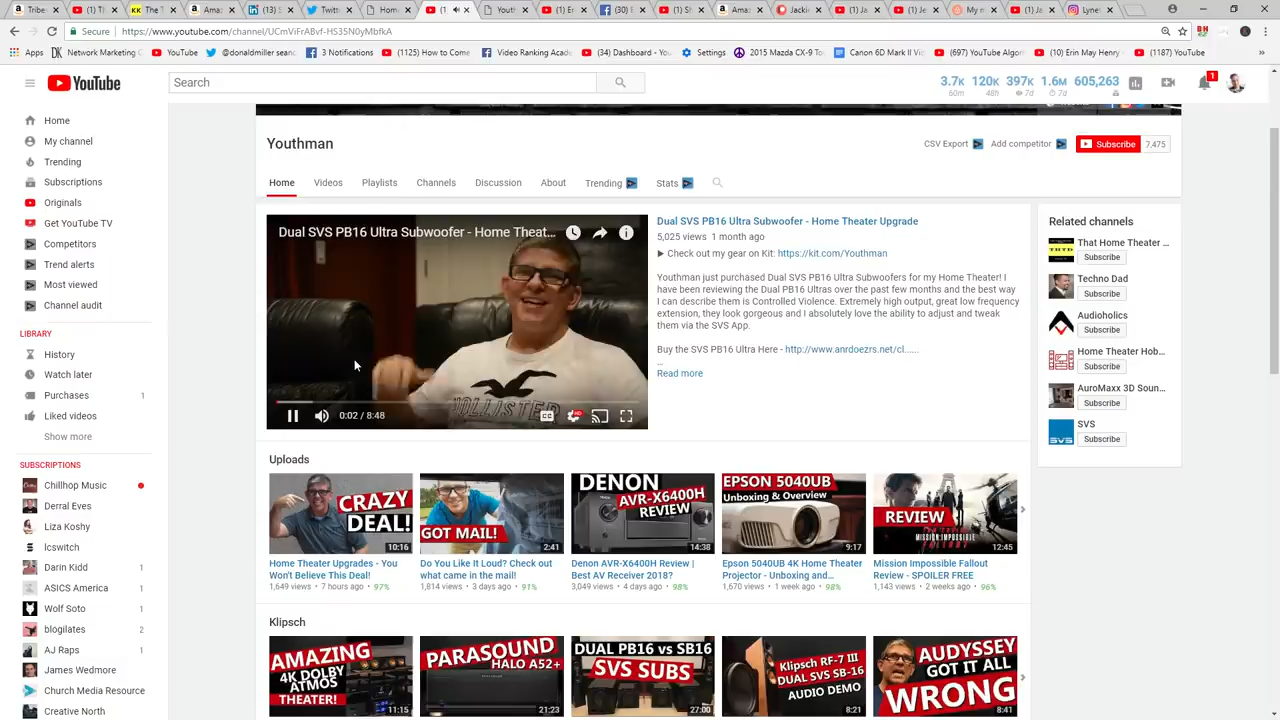 Secure https://www.youtube.com/channel/UCmViFrABvf-HS35N0yMbfkA
Apps Network Marketing YouTube donaldmiller searc 3 Notifications (1125) How to C Video Ranking Acade (34) Dashboard - You Settings 2015 Mazda CX-9 To Canon 6D Mark II Vi (697) YouTube Algo (10) Erin May Henry (1187) YouTube
YouTube
Search
3.7K 120K 397K 1.6M 605,263
60m 48h 7d 7d
1
Home
My channel
Trending
Subscriptions
Originals
Get YouTube TV
Competitors
Trend alerts
Most viewed
Channel audit
LIBRARY
History
Watch later
Purchases 1
Liked videos
Show more
SUBSCRIPTIONS
Chillhop Music
Derral Eves
Liza Koshy
lcswitch
Darin Kidd 1
ASICS America 1
Wolf Soto 1
blogilates 2
AJ Raps 1
James Wedmore
Church Media Resource
Creative North
Youthman
CSV Export Add competitor Subscribe 7,475
Home Videos Playlists Channels Discussion About Trending Stats
Dual SVS PB16 Ultra Subwoofer - Home Theat...
HOLLISTER
0:02 / 8:48
CC HD
Dual SVS PB16 Ultra Subwoofer - Home Theater Upgrade
5,025 views 1 month ago
▶ Check out my gear on Kit: https://kit.com/Youthman
Youthman just purchased Dual SVS PB16 Ultra Subwoofers for my Home Theater! I
have been reviewing the Dual PB16 Ultras over the past few months and the best way
I can describe them is Controlled Violence. Extremely high output, great low frequency
extension, they look gorgeous and I absolutely love the ability to adjust and tweak
them via the SVS App.
Buy the SVS PB16 Ultra Here - http://www.anrdoezrs.net/cl......
...
Read more
Related channels
That Home Theater ...
Subscribe
Techno Dad
Subscribe
Audioholics
Subscribe
Home Theater Hob...
Subscribe
AuroMaxx 3D Soun...
Subscribe
SVS
Subscribe
Uploads
CRAZY
DEAL!
10:16
Home Theater Upgrades - You
Won't Believe This Deal!
1,649 views • 7 hours ago • 97%
GOT MAIL!
2:41
Do You Like It Loud? Check out
what came in the mail!
1,814 views • 3 days ago • 91%
DENON
AVR-X6400H
REVIEW
14:38
Denon AVR-X6400H Review |
Best AV Receiver 2018?
3,049 views • 4 days ago • 98%
EPSON 5040UB
Unboxing & Overview
9:17
Epson 5040UB 4K Home Theater
Projector - Unboxing and...
1,670 views • 1 week ago • 98%
REVIEW
MISSION:IMPOSSIBLE
FALLOUT
12:45
Mission Impossible Fallout
Review - SPOILER FREE
1,143 views • 2 weeks ago • 96%
Klipsch
AMAZING
4K DOLBY
ATMOS
THEATER!
11:15
PARASOUND
HALO A52+
21:23
DUAL PB16 vs SB16
SVS SUBS
27:00
Klipsch RF-7 III
DUAL SVS SB-16
AUDIO DEMO
8:21
AUDYSSEY
GOT IT ALL
WRONG
8:41